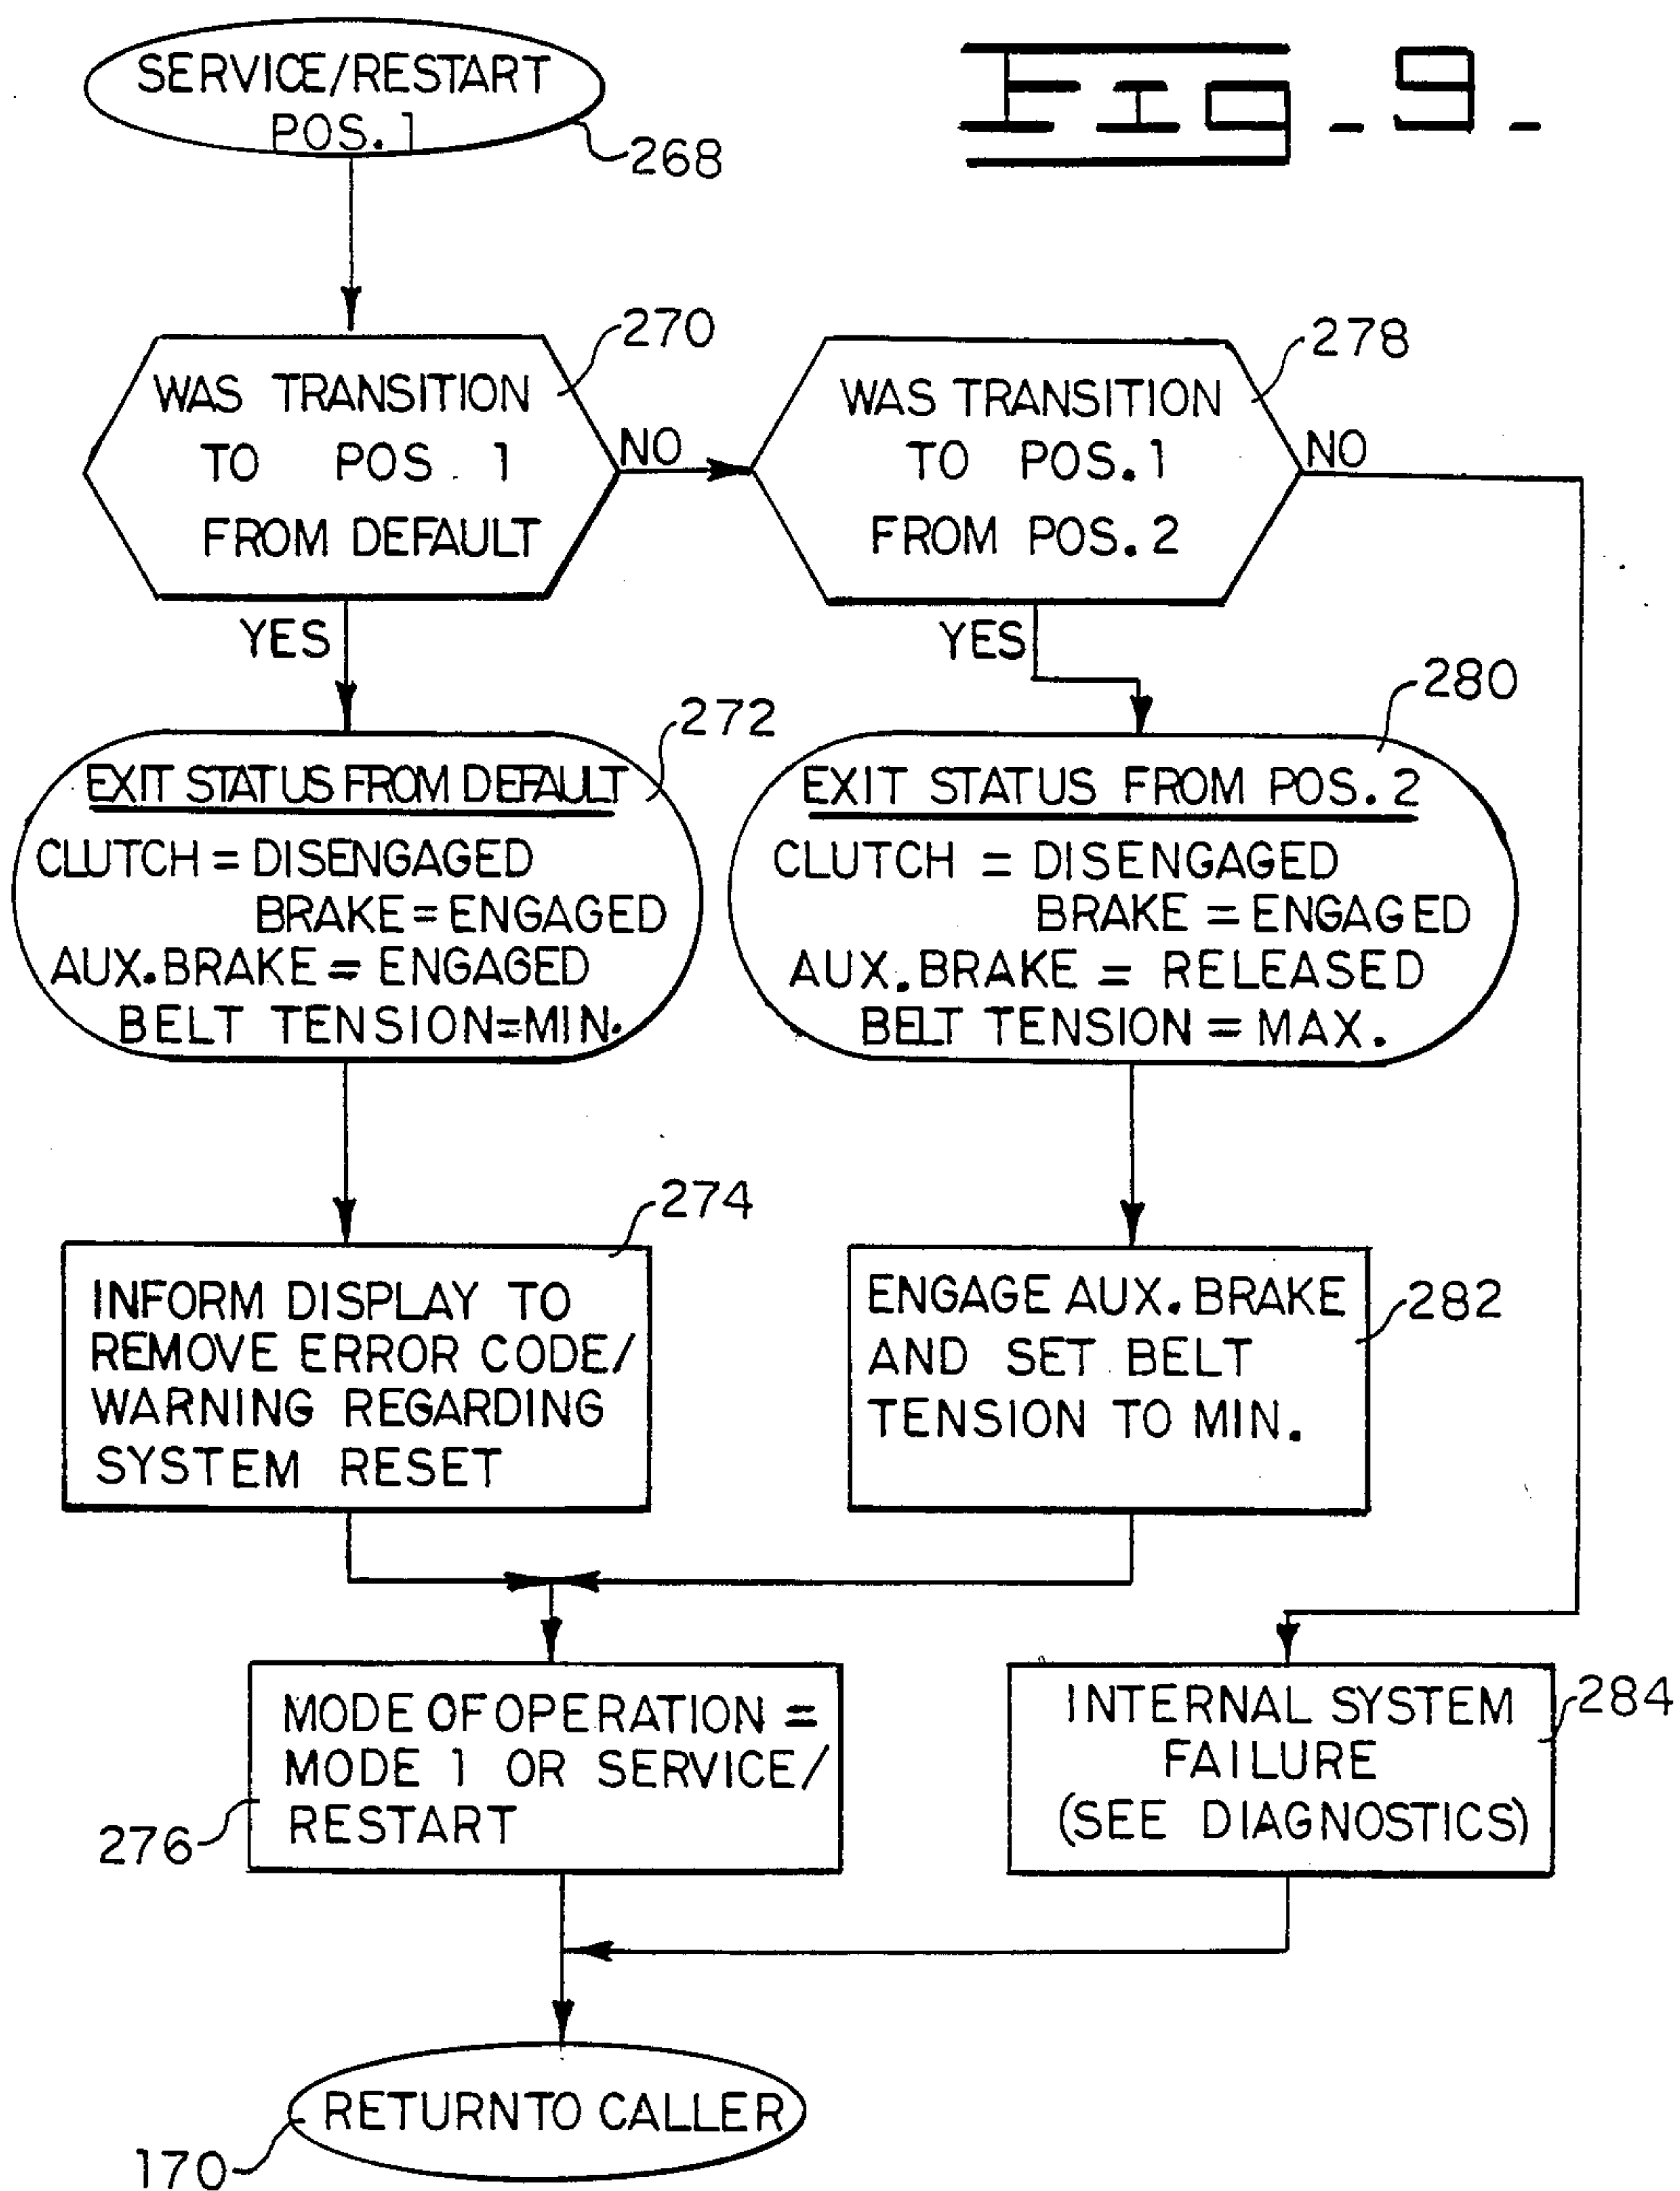 SERVICE/RESTART
POS. 1
268
FIG_9_
270
WAS TRANSITION
TO POS. 1
FROM DEFAULT
NO
YES
278
WAS TRANSITION
TO POS. 1
FROM POS. 2
NO
YES
272
EXIT STATUS FROM DEFAULT
CLUTCH = DISENGAGED
BRAKE = ENGAGED
AUX. BRAKE = ENGAGED
BELT TENSION = MIN.
280
EXIT STATUS FROM POS. 2
CLUTCH = DISENGAGED
BRAKE = ENGAGED
AUX. BRAKE = RELEASED
BELT TENSION = MAX.
274
INFORM DISPLAY TO
REMOVE ERROR CODE/
WARNING REGARDING
SYSTEM RESET
282
ENGAGE AUX. BRAKE
AND SET BELT
TENSION TO MIN.
MODE OF OPERATION =
MODE 1 OR SERVICE/
RESTART
276
284
INTERNAL SYSTEM
FAILURE
(SEE DIAGNOSTICS)
RETURN TO CALLER
170